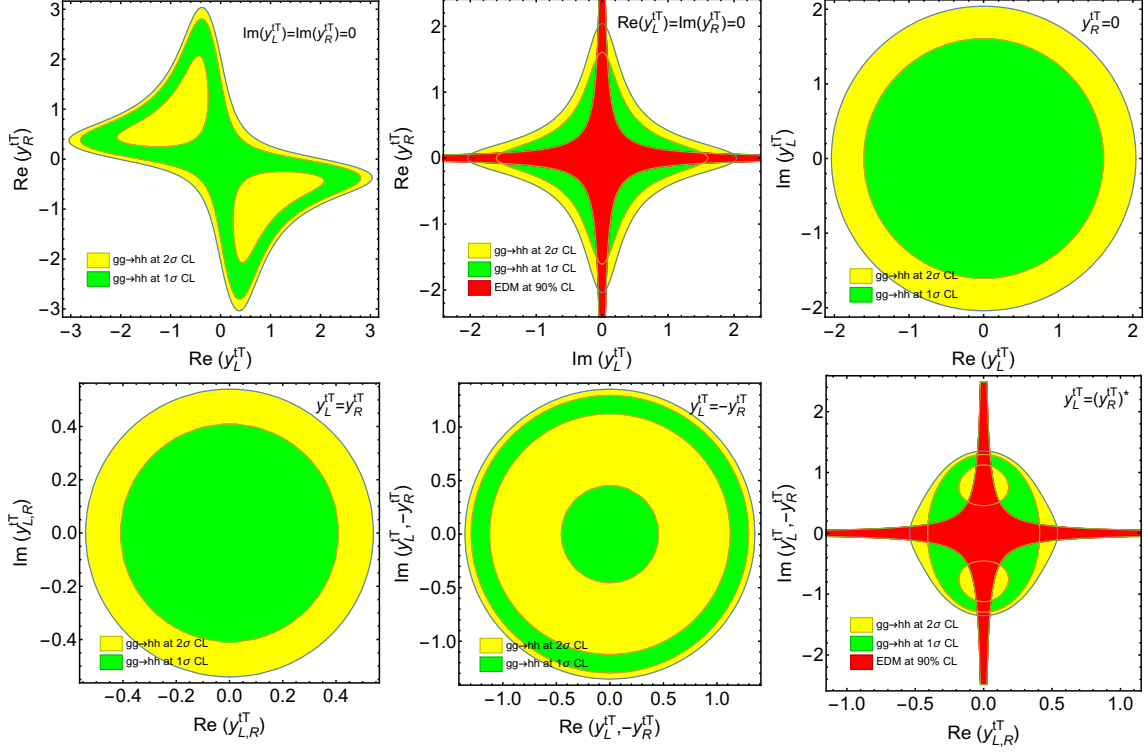 Im(y_L^tT)=Im(y_R^tT)=0
Re (y_R^tT)
3
2
1
0
−1
−2
−3
gg→hh at 2σ CL
gg→hh at 1σ CL
−3 −2 −1 0 1 2 3
Re (y_L^tT)
Re(y_L^tT)=Im(y_R^tT)=0
Re (y_R^tT)
2
1
0
−1
−2
gg→hh at 2σ CL
gg→hh at 1σ CL
EDM at 90% CL
−2 −1 0 1 2
Im (y_L^tT)
y_R^tT=0
Im (y_L^tT)
2
1
0
−1
−2
gg→hh at 2σ CL
gg→hh at 1σ CL
−2 −1 0 1 2
Re (y_L^tT)
y_L^tT=y_R^tT
Im (y_L,R^tT)
0.4
0.2
0.0
−0.2
−0.4
gg→hh at 2σ CL
gg→hh at 1σ CL
−0.4 −0.2 0.0 0.2 0.4
Re (y_L,R^tT)
y_L^tT=−y_R^tT
Im (y_L^tT,−y_R^tT)
1.0
0.5
0.0
−0.5
−1.0
gg→hh at 2σ CL
gg→hh at 1σ CL
−1.0 −0.5 0.0 0.5 1.0
Re (y_L^tT,−y_R^tT)
y_L^tT=(y_R^tT)*
Im (y_L^tT,−y_R^tT)
2
1
0
−1
−2
gg→hh at 2σ CL
gg→hh at 1σ CL
EDM at 90% CL
−1.0 −0.5 0.0 0.5 1.0
Re (y_L,R^tT)